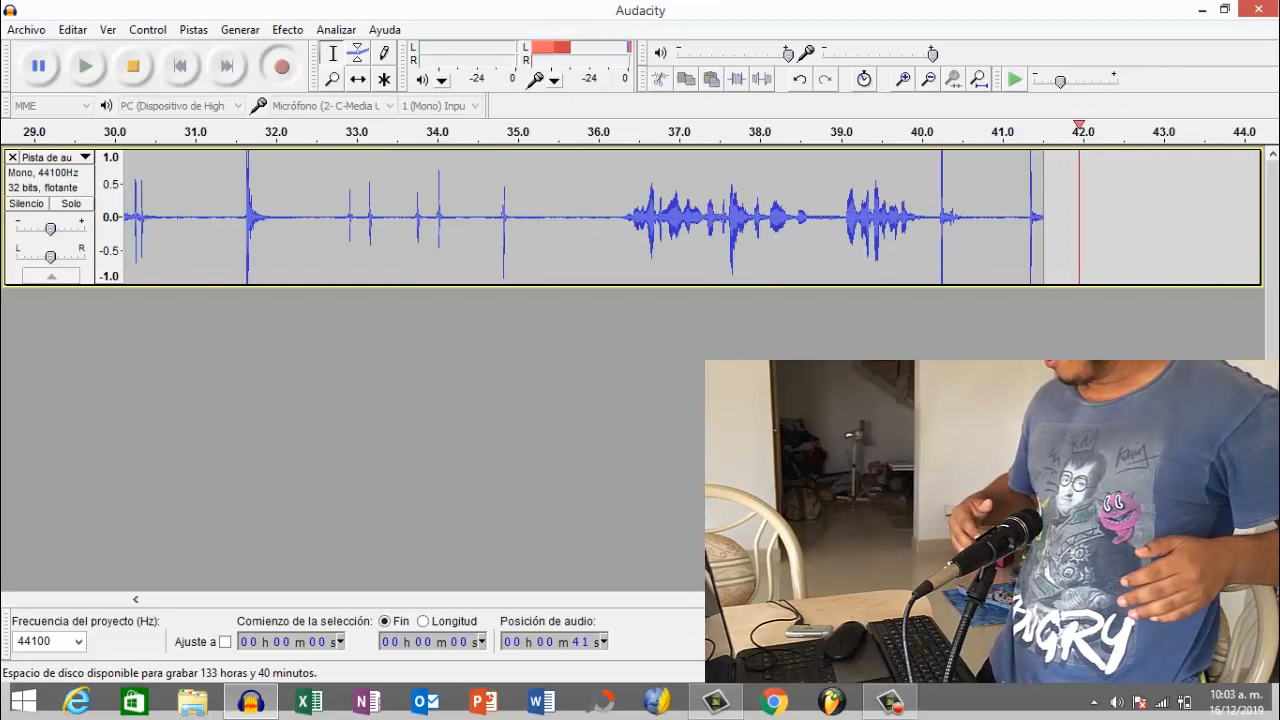 Audacity
Archivo Editar Ver Control Pistas Generar Efecto Analizar Ayuda
L R -24 0 L R -24 0
MME PC (Dispositivo de High Micrófono (2- C-Media U 1 (Mono) Inpu
29.0 30.0 31.0 32.0 33.0 34.0 35.0 36.0 37.0 38.0 39.0 40.0 41.0 42.0 43.0 44.0
Pista de au 1.0
Mono, 44100Hz
32 bits, flotante 0.5
Silencio Solo 0.0
- +
L R -0.5
-1.0
King
ANGRY
Frecuencia del proyecto (Hz): Comienzo de la selección: Fin Longitud Posición de audio:
44100 Ajuste a 00 h 00 m 00 s 00 h 00 m 00 s 00 h 00 m 41 s
Espacio de disco disponible para grabar 133 horas y 40 minutos.
10:03 a. m.
16/12/2019